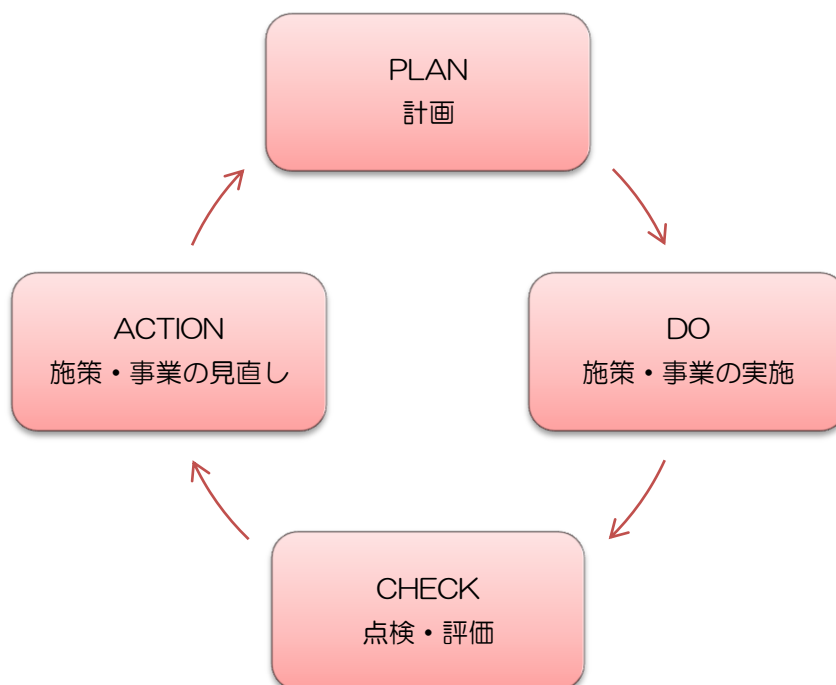 PLAN
計画
DO
施策・事業の実施
CHECK
点検・評価
ACTION
施策・事業の見直し